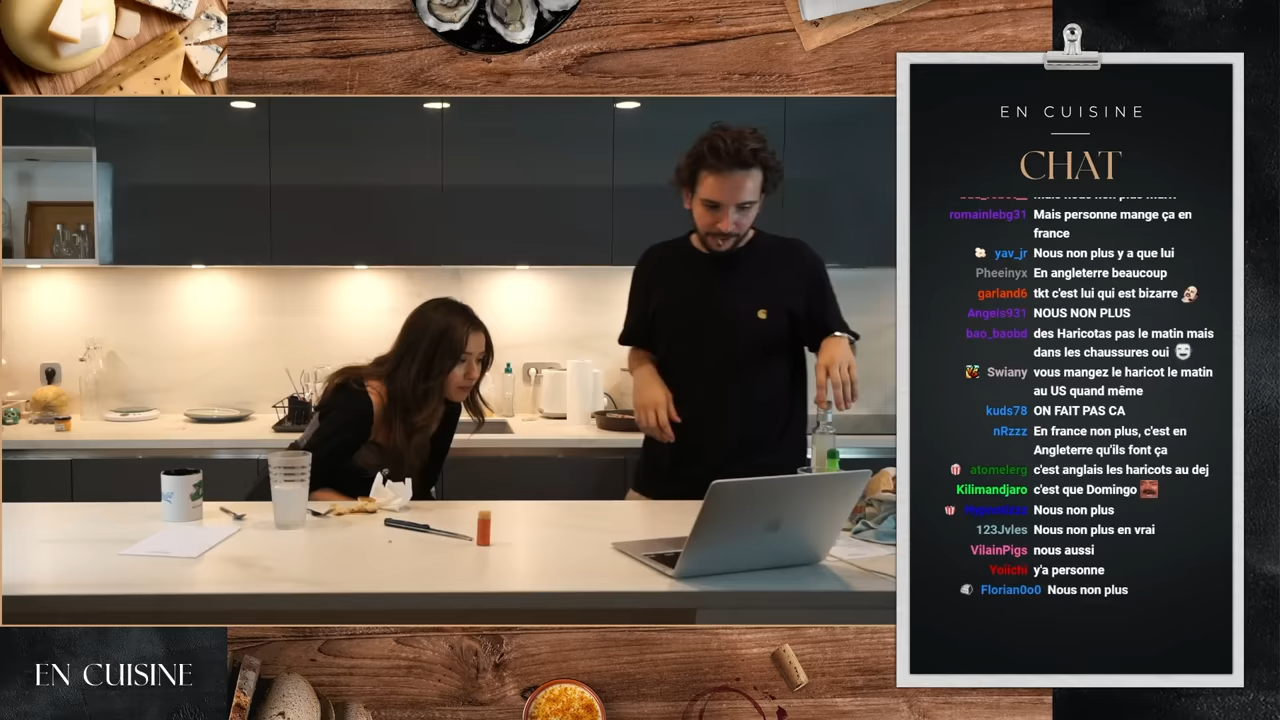 EN CUISINE
CHAT
romainlebg31 Mais personne mange ça en
france
yav_jr Nous non plus y a que lui
Pheeinyx En angleterre beaucoup
garland6 tkt c'est lui qui est bizarre
Angels931 NOUS NON PLUS
bao_baobd des Haricotas pas le matin mais
dans les chaussures oui
Swiany vous mangez le haricot le matin
au US quand même
kuds78 ON FAIT PAS CA
nRzzz En france non plus, c'est en
Angleterre qu'ils font ça
atomelerg c'est anglais les haricots au dej
Kilimandjaro c'est que Domingo
Nous non plus
123Jvles Nous non plus en vrai
VilainPigs nous aussi
Yoiichi y'a personne
Florian0o0 Nous non plus
EN CUISINE